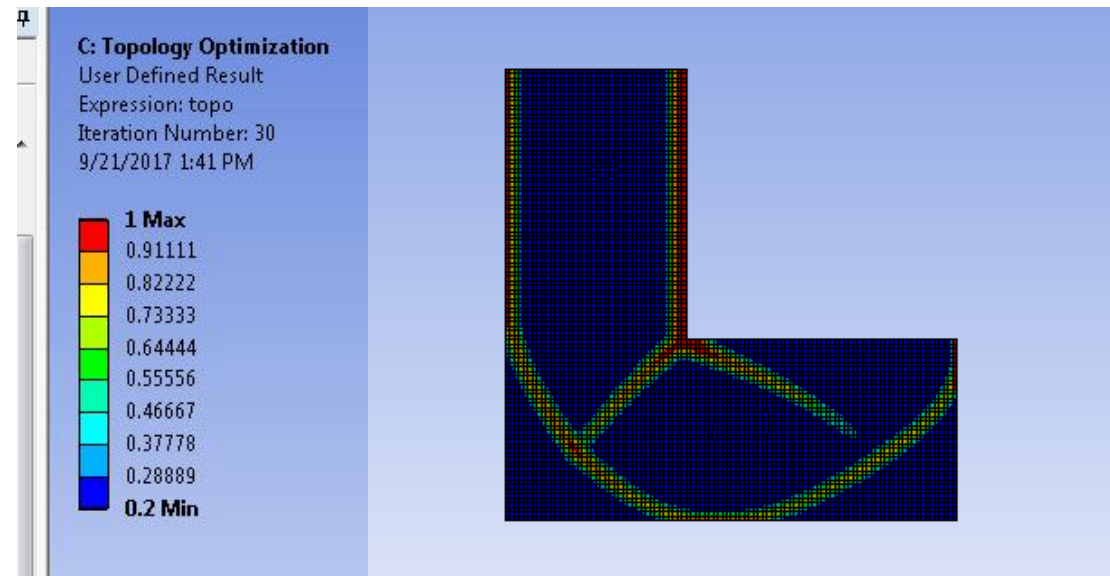 C: Topology Optimization
User Defined Result
Expression: topo
Iteration Number: 30
9/21/2017 1:41 PM
1 Max
0.91111
0.82222
0.73333
0.64444
0.55556
0.46667
0.37778
0.28889
0.2 Min